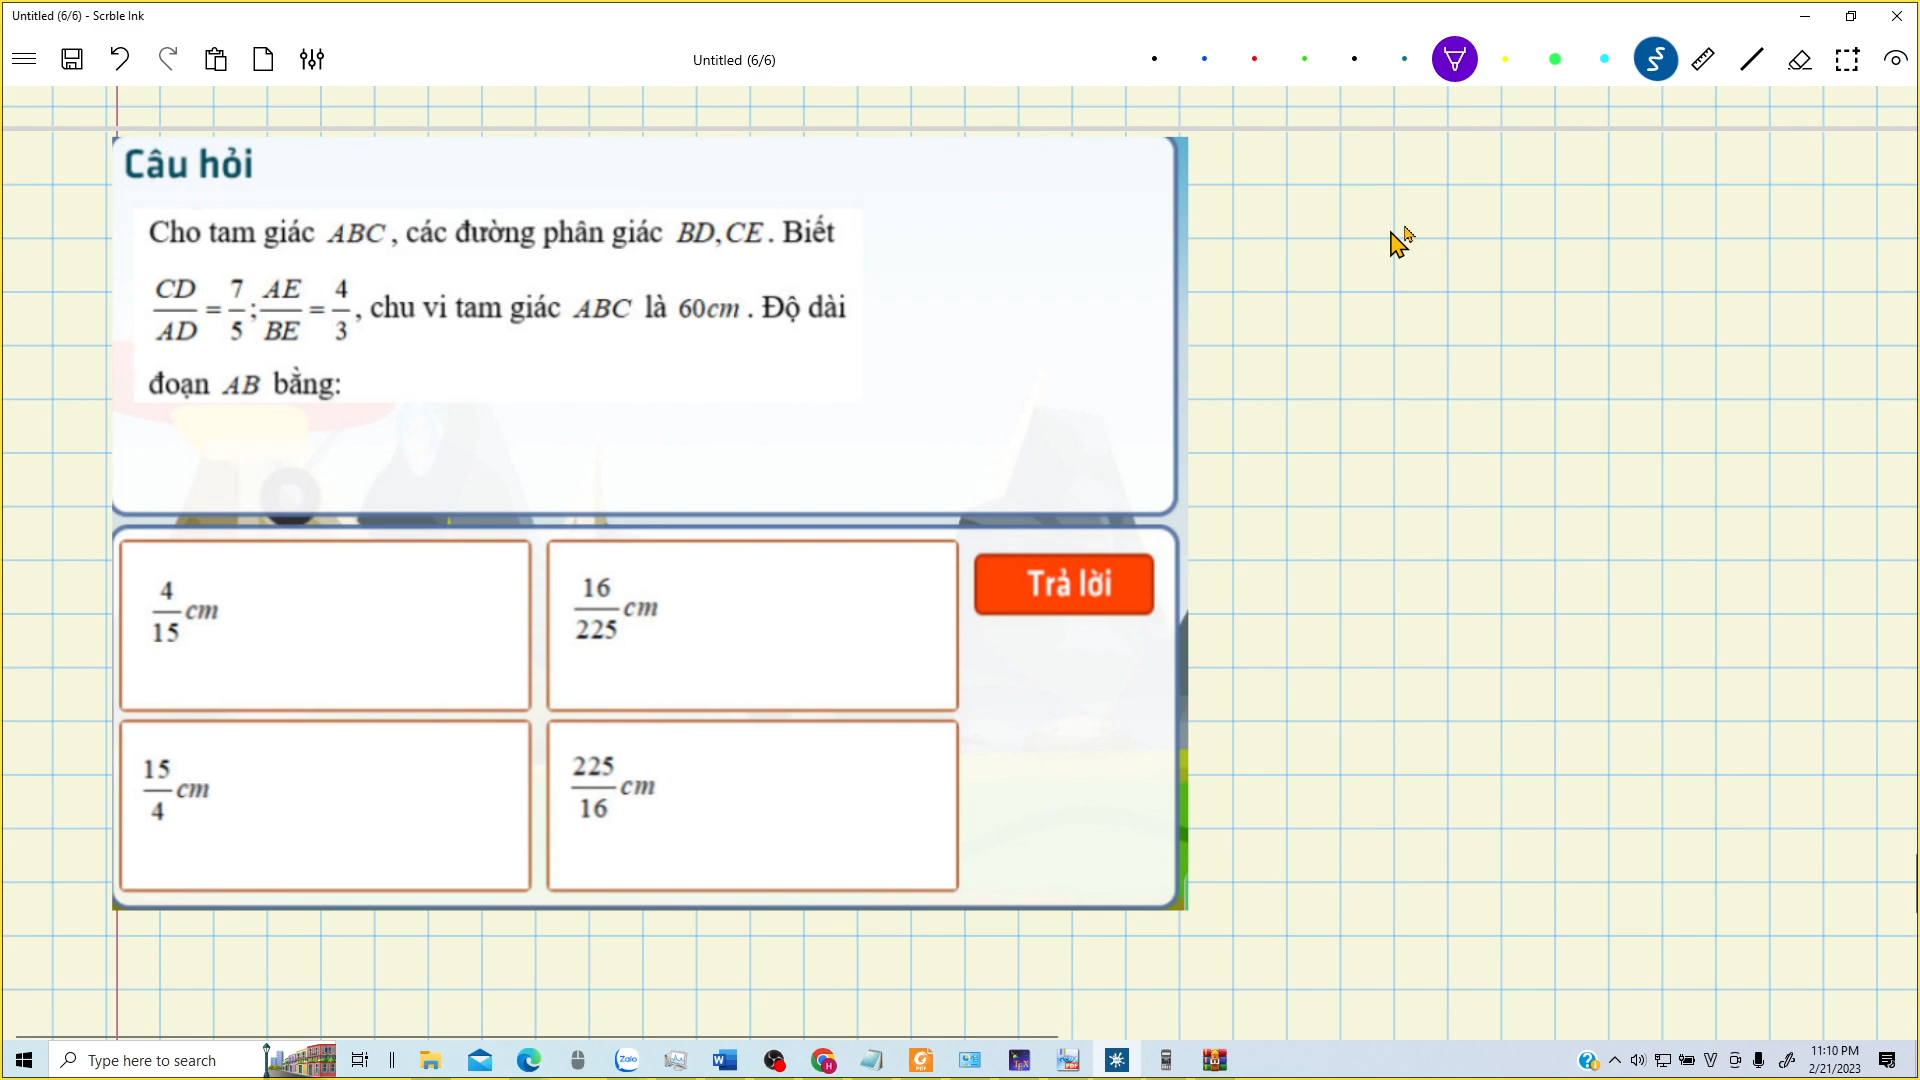 Untitled (6/6) - Scrble Ink
Untitled (6/6)
Câu hỏi
Cho tam giác ABC, các đường phân giác BD, CE. Biết
CD/AD = 7/5; AE/BE = 4/3, chu vi tam giác ABC là 60cm. Độ dài
đoạn AB bằng:
4/15 cm
16/225 cm
Trả lời
15/4 cm
225/16 cm
Type here to search
Zalo
11:10 PM
2/21/2023